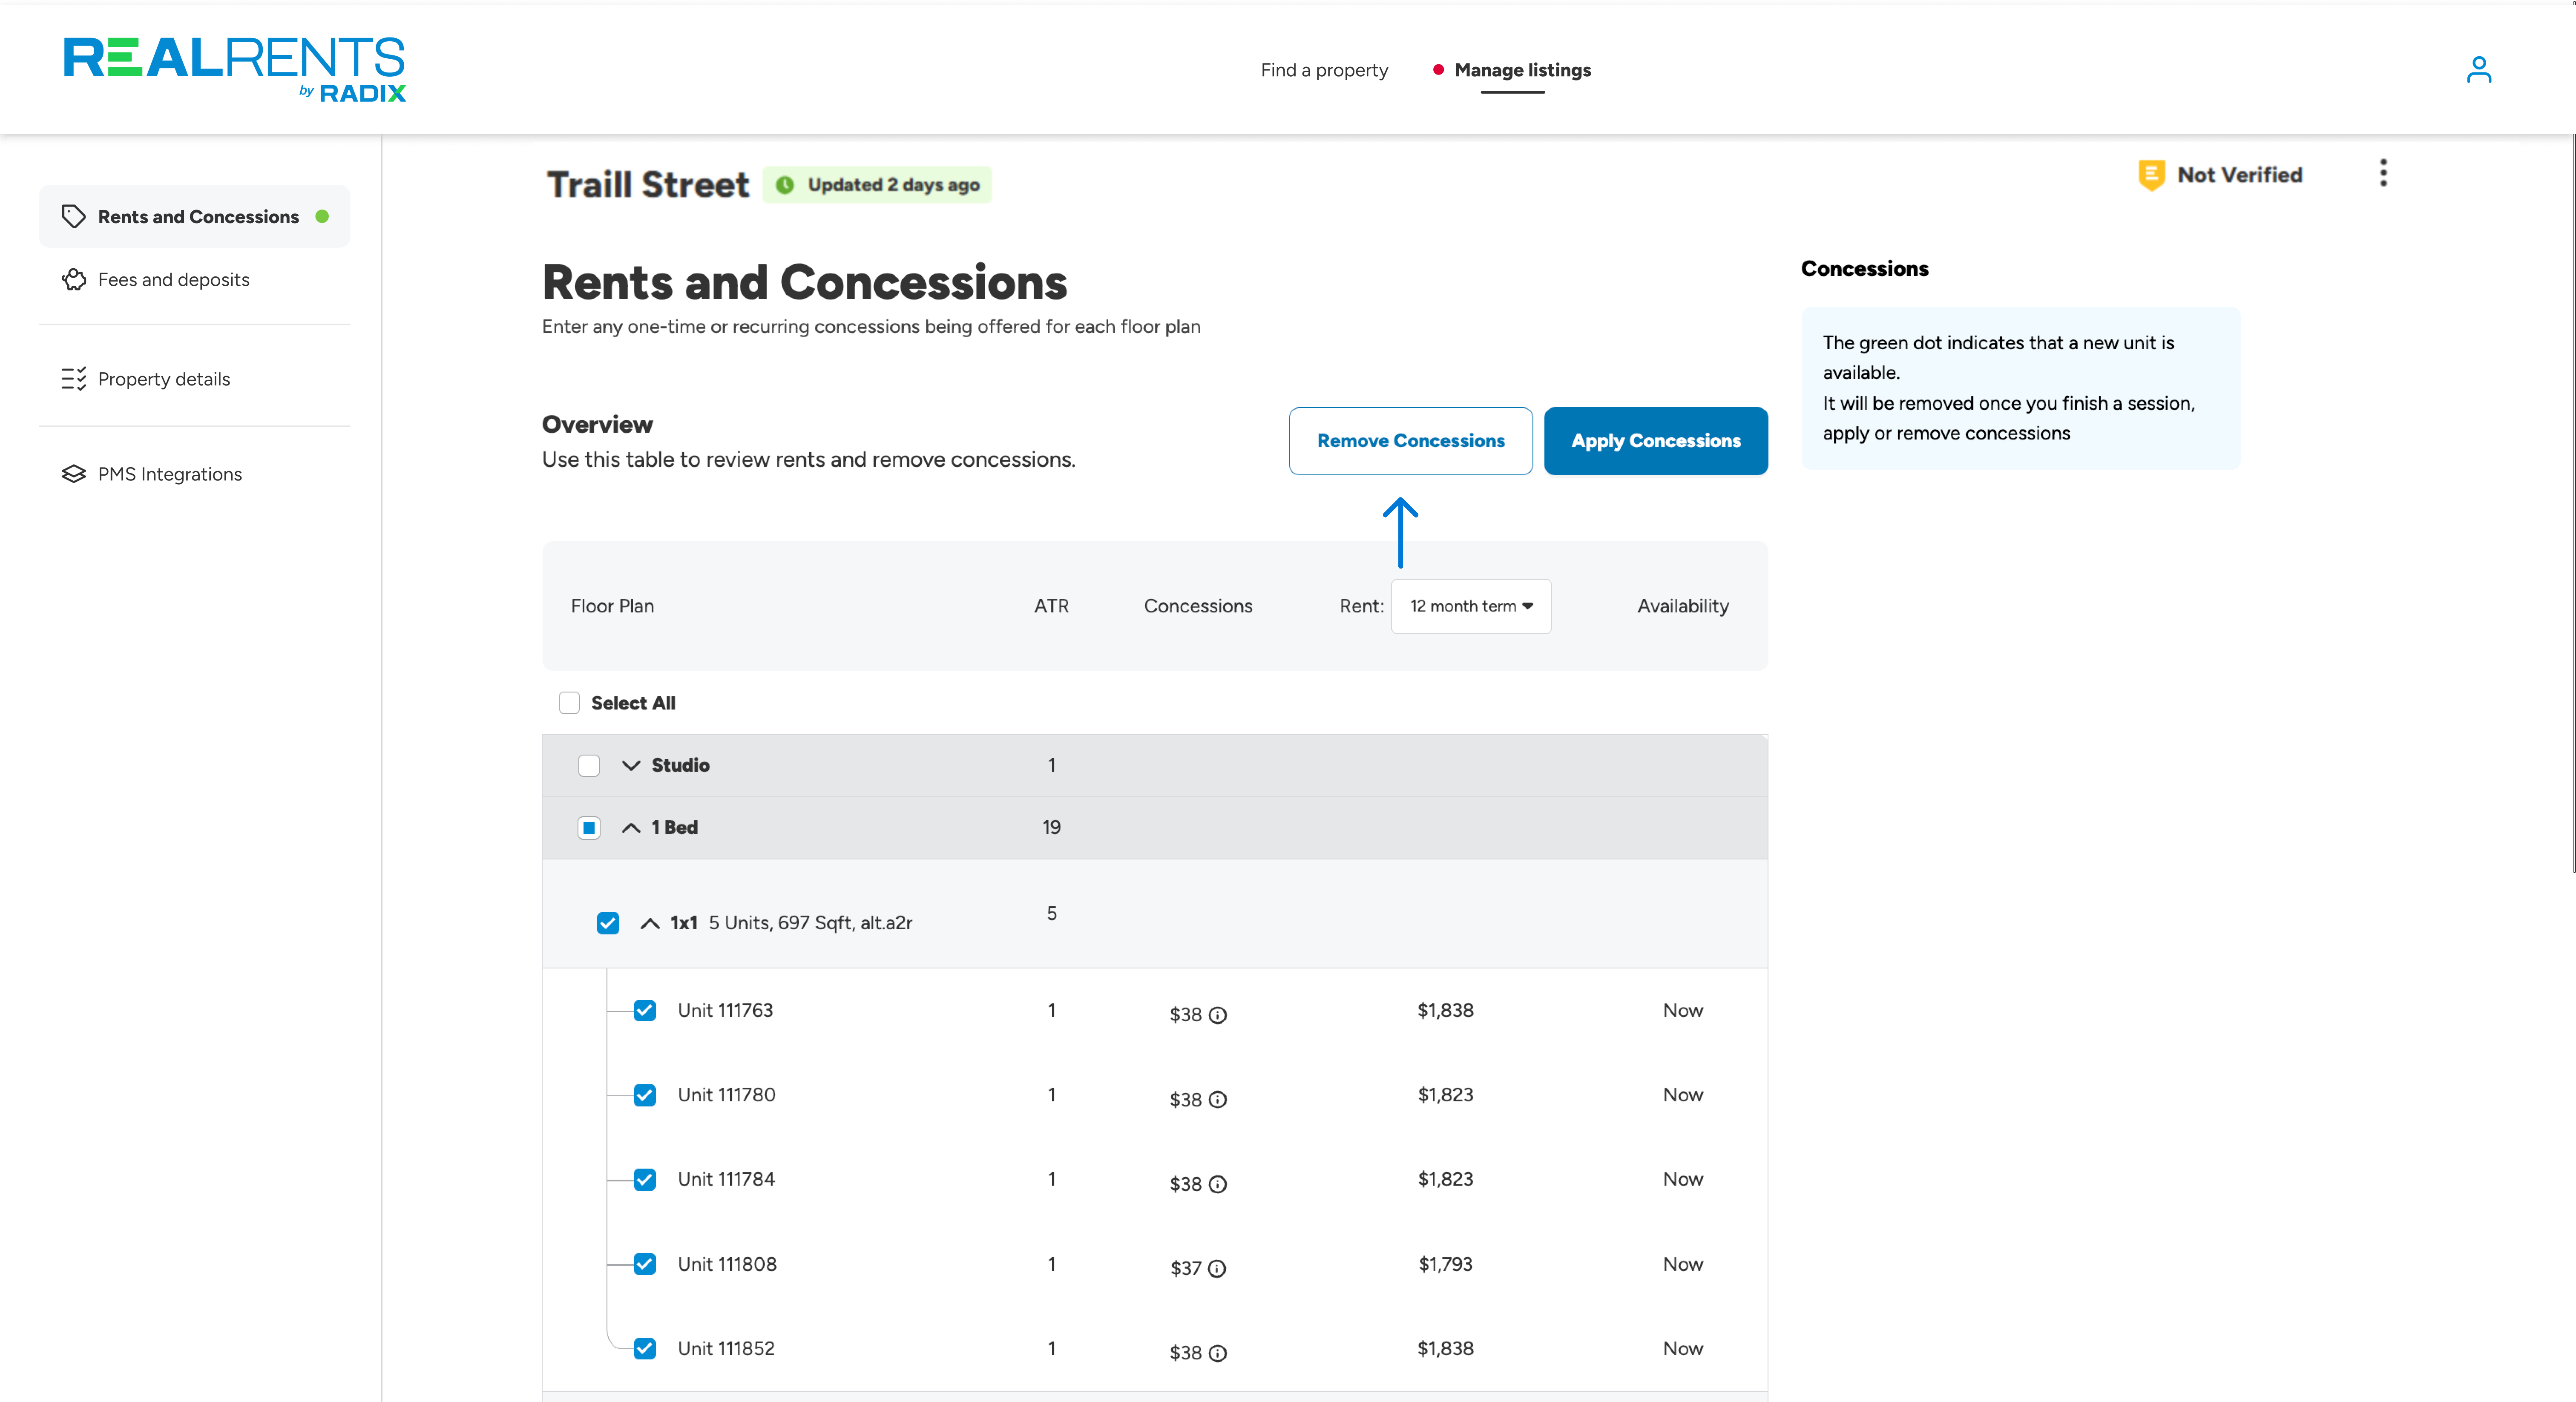 REALRENTS
by RADIX
Find a property
Manage listings
Rents and Concessions
Fees and deposits
Property details
PMS Integrations
Traill Street
Updated 2 days ago
Not Verified
Rents and Concessions
Enter any one-time or recurring concessions being offered for each floor plan
Concessions
The green dot indicates that a new unit is
available.
It will be removed once you finish a session,
apply or remove concessions
Overview
Use this table to review rents and remove concessions.
Remove Concessions
Apply Concessions
Floor Plan ATR Concessions Rent: 12 month term Availability
Select All
Studio 1
1 Bed 19
1x1 5 Units, 697 Sqft, alt.a2r 5
Unit 111763 1 $38 $1,838 Now
Unit 111780 1 $38 $1,823 Now
Unit 111784 1 $38 $1,823 Now
Unit 111808 1 $37 $1,793 Now
Unit 111852 1 $38 $1,838 Now